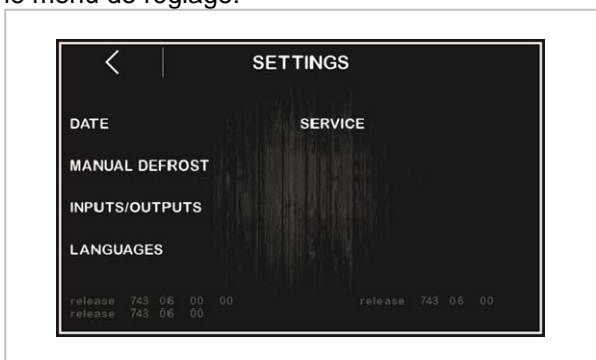 le menu de réglage.
SETTINGS
DATE SERVICE
MANUAL DEFROST
INPUTS/OUTPUTS
LANGUAGES
release 743 06 00 00 release 743 06 00
release 743 06 00